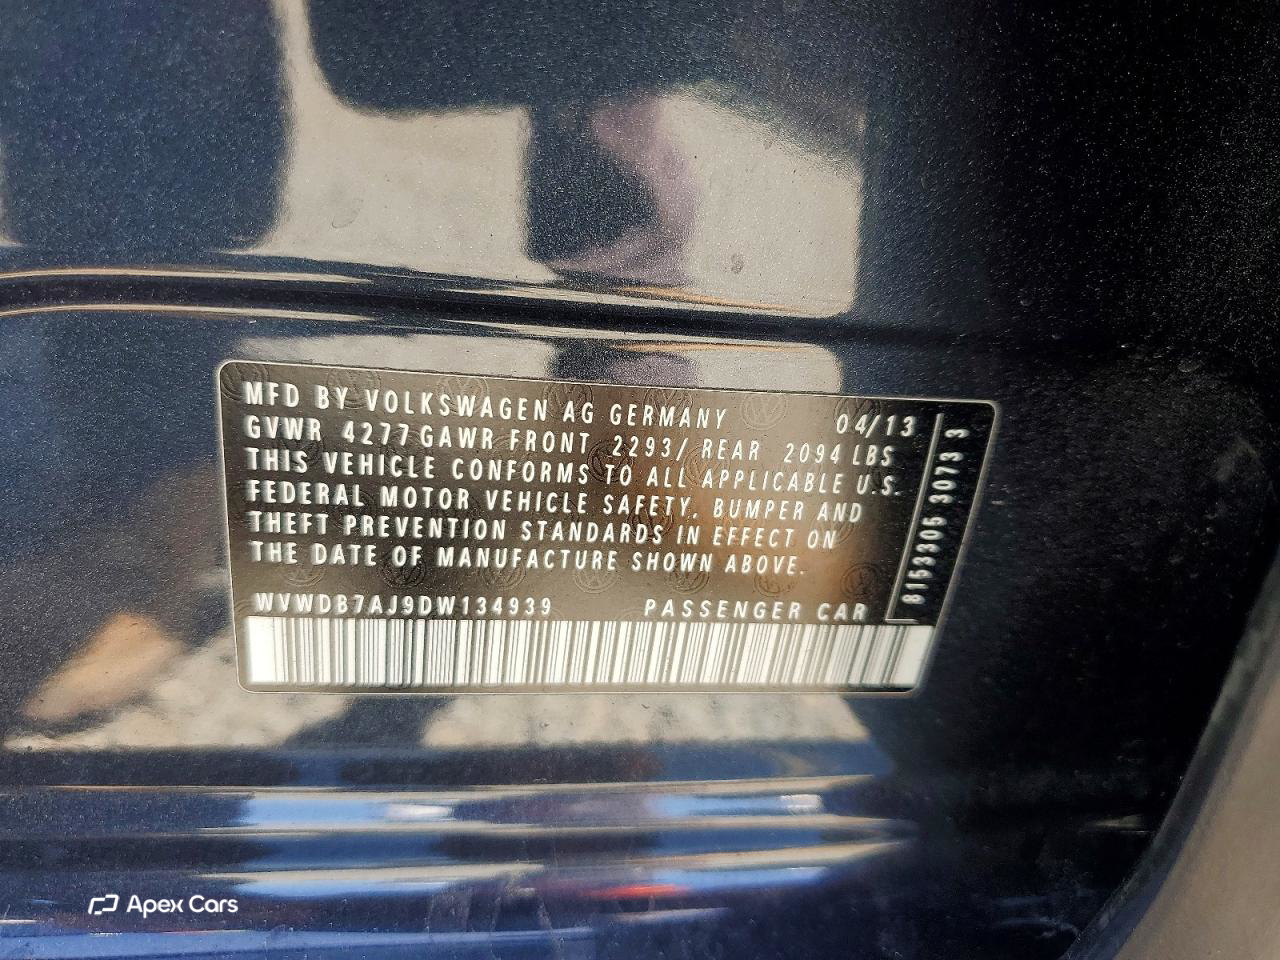 MFD BY VOLKSWAGEN AG GERMANY 04/13
GVWR 4277 GAWR FRONT 2293/ REAR 2094 LBS
THIS VEHICLE CONFORMS TO ALL APPLICABLE U.S.
FEDERAL MOTOR VEHICLE SAFETY, BUMPER AND
THEFT PREVENTION STANDARDS IN EFFECT ON
THE DATE OF MANUFACTURE SHOWN ABOVE.
WVWDB7AJ9DW134939 PASSENGER CAR
8153305 3073 3
Apex Cars